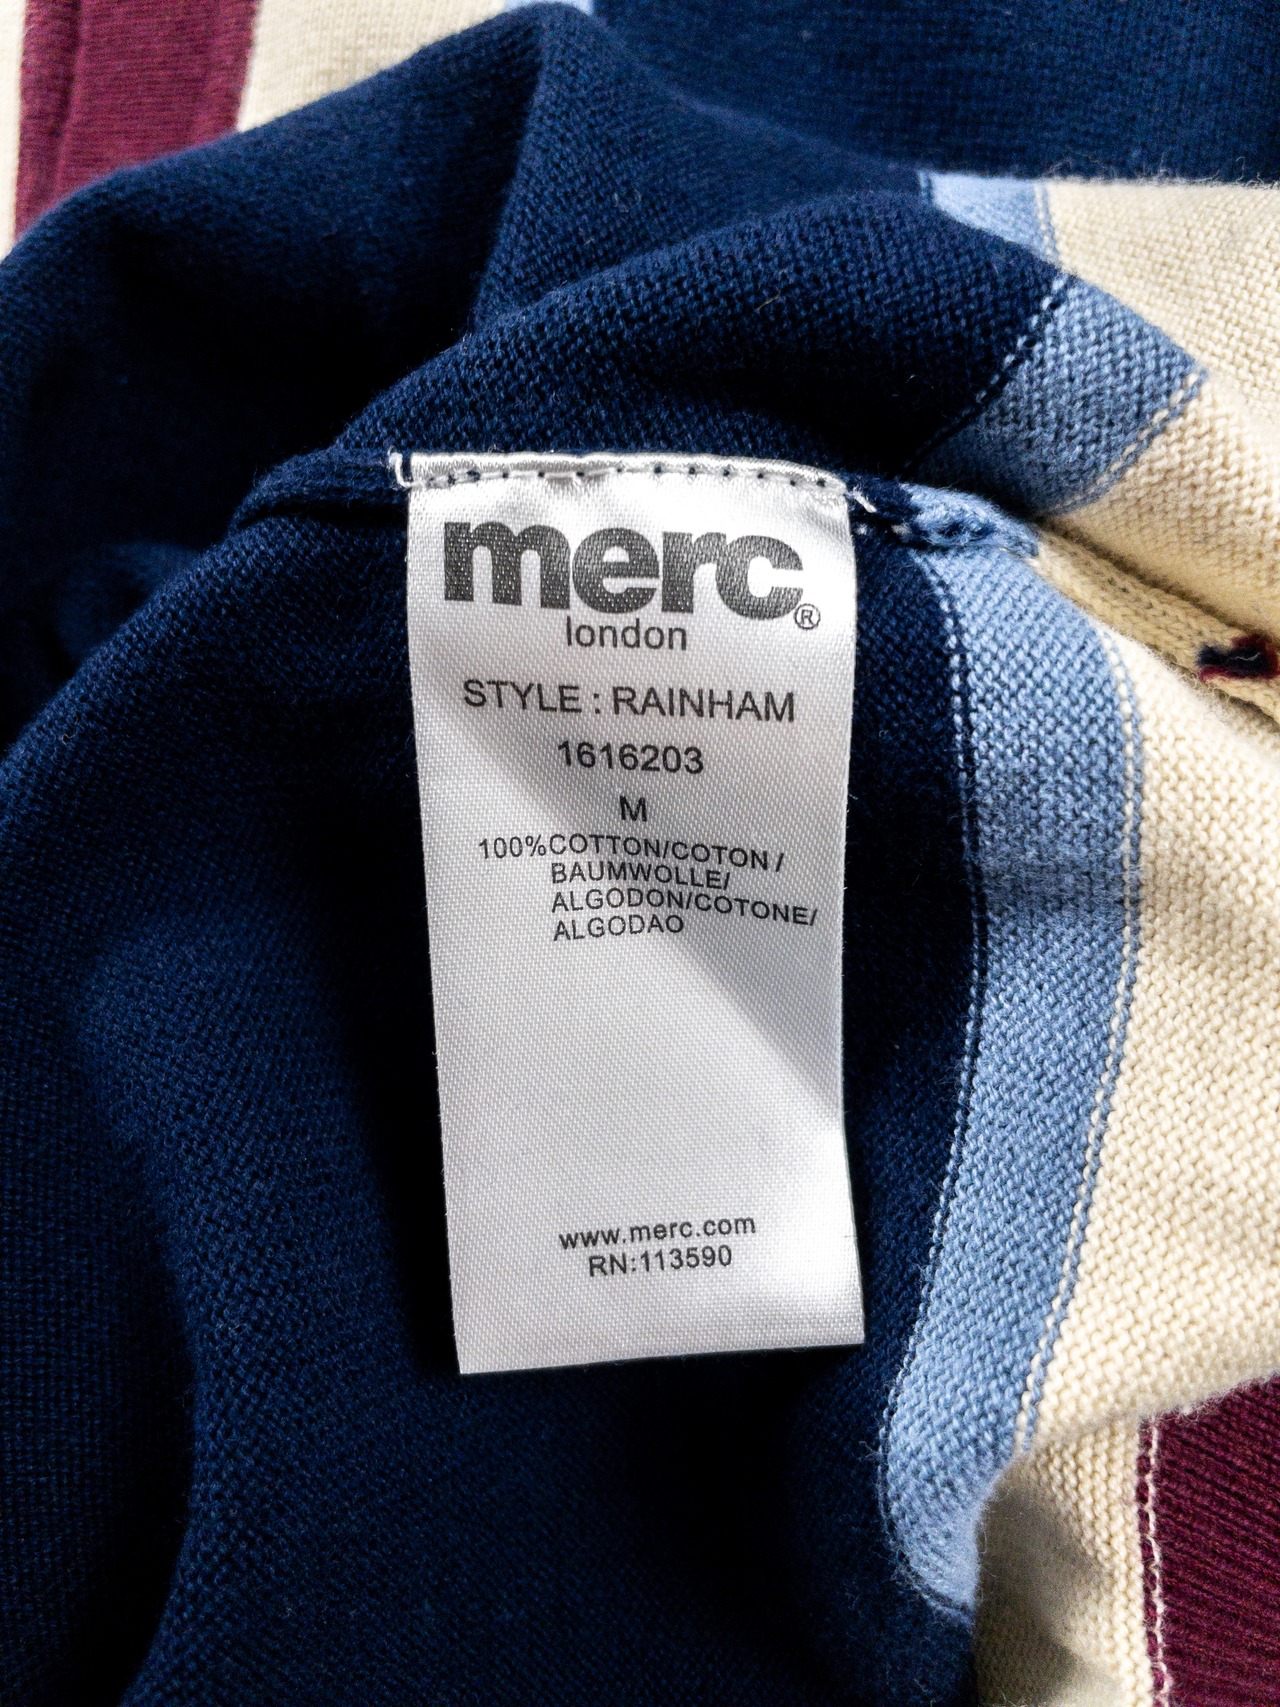 merc®
london
STYLE : RAINHAM
1616203
M
100%COTTON/COTON /
BAUMWOLLE/
ALGODON/COTONE/
ALGODAO
www.merc.com
RN:113590